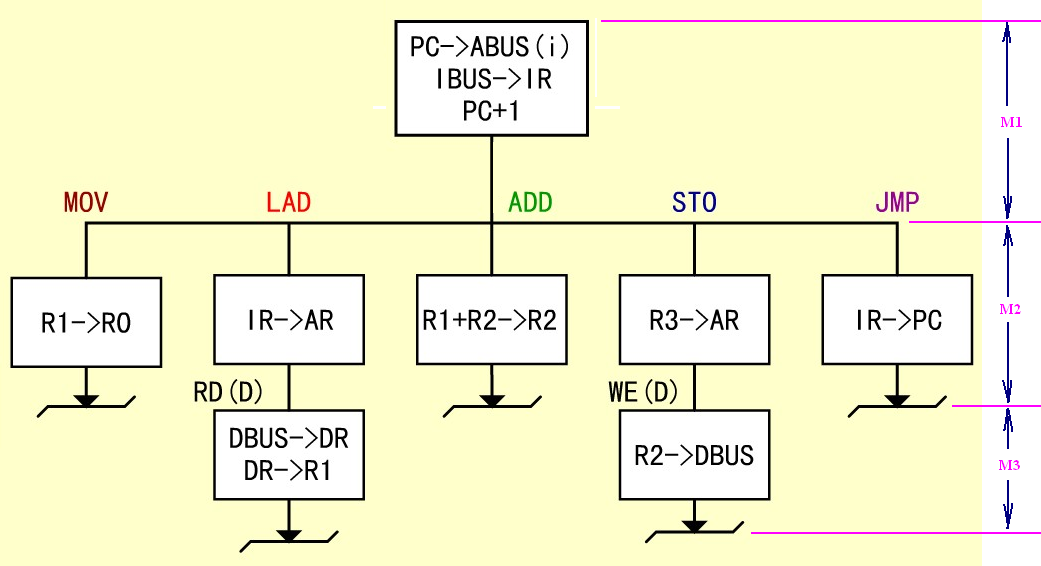 PC->ABUS(i)
IBUS->IR
PC+1
M1
MOV
LAD
ADD
STO
JMP
R1->R0
IR->AR
R1+R2->R2
R3->AR
IR->PC
M2
RD(D)
WE(D)
DBUS->DR
DR->R1
R2->DBUS
M3